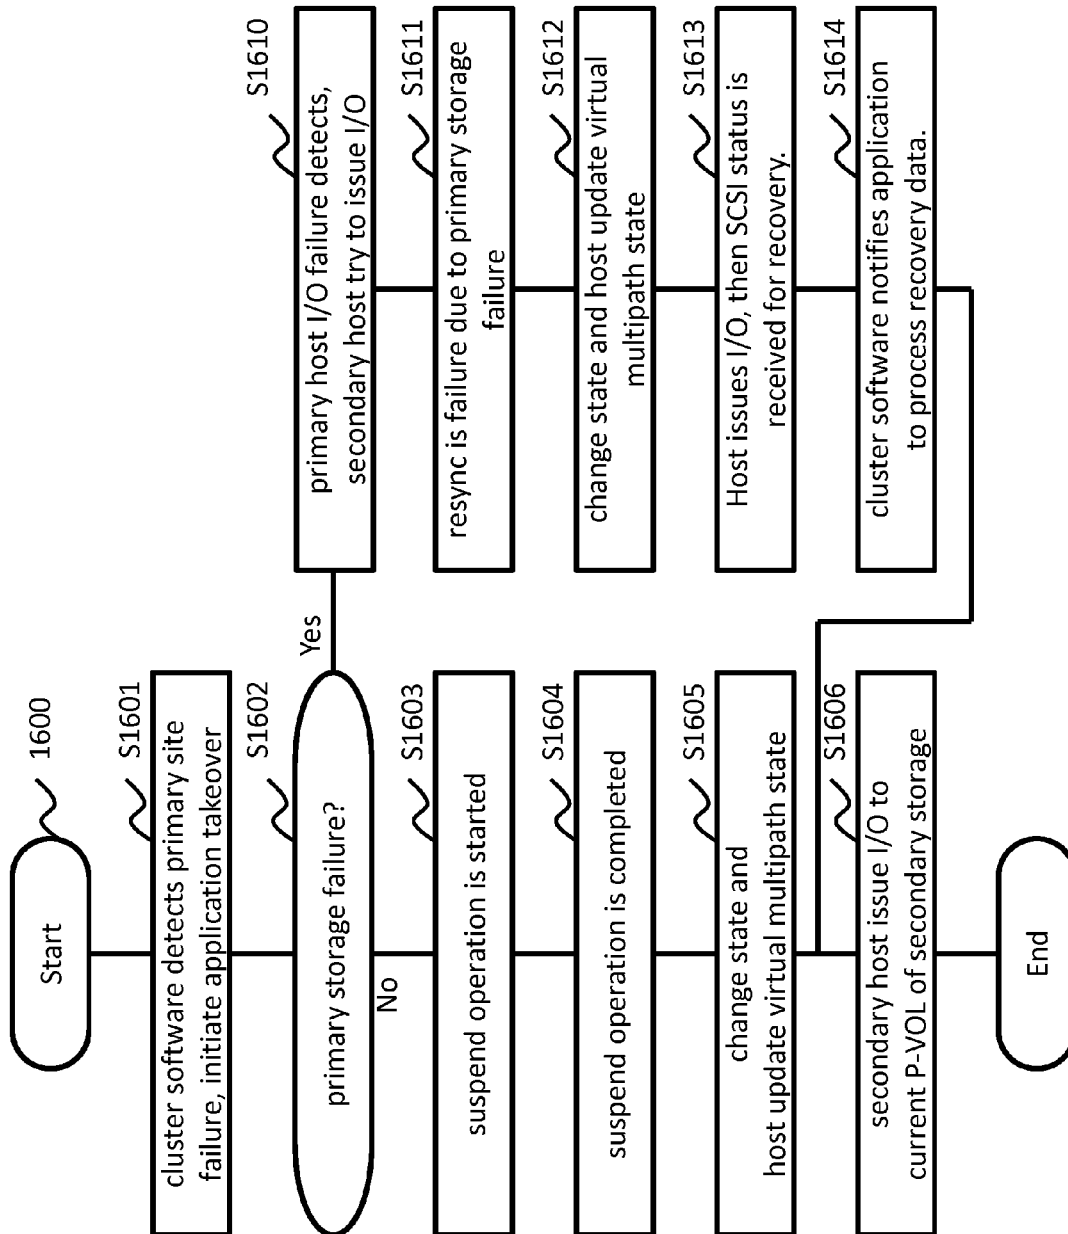 Start
1600
S1601
cluster software detects primary site
failure, initiate application takeover
S1602
primary storage failure?
Yes
No
S1603
suspend operation is started
S1604
suspend operation is completed
S1605
change state and
host update virtual multipath state
S1606
secondary host issue I/O to
current P-VOL of secondary storage
End
S1610
primary host I/O failure detects,
secondary host try to issue I/O
S1611
resync is failure due to primary storage
failure
S1612
change state and host update virtual
multipath state
S1613
Host issues I/O, then SCSI status is
received for recovery.
S1614
cluster software notifies application
to process recovery data.